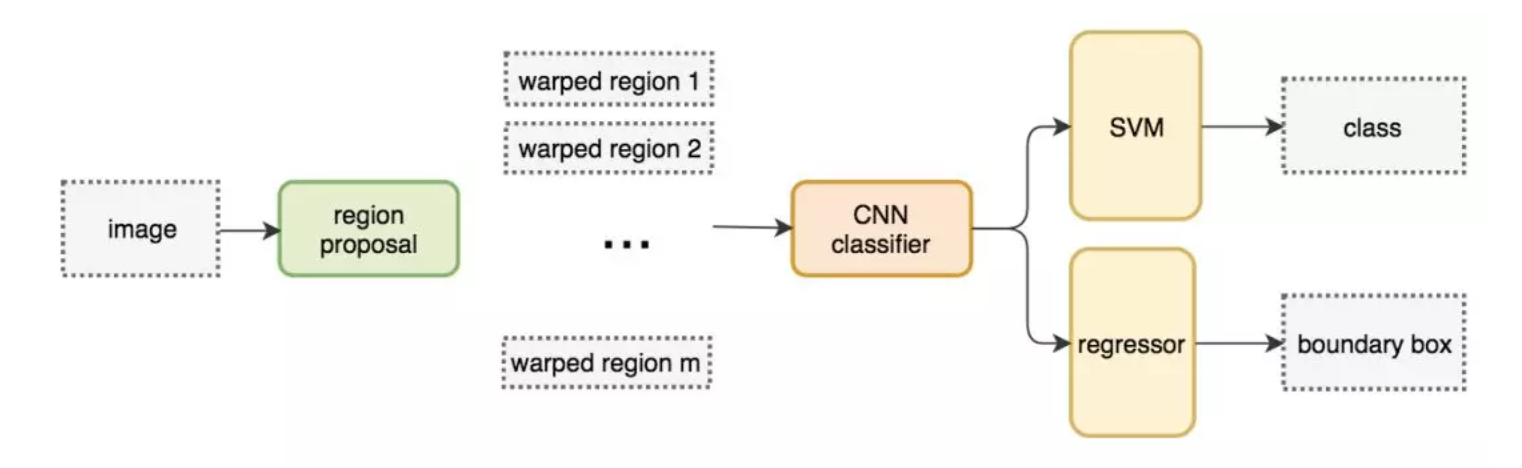 image
region
proposal
warped region 1
warped region 2
...
warped region m
CNN
classifier
SVM
class
regressor
boundary box